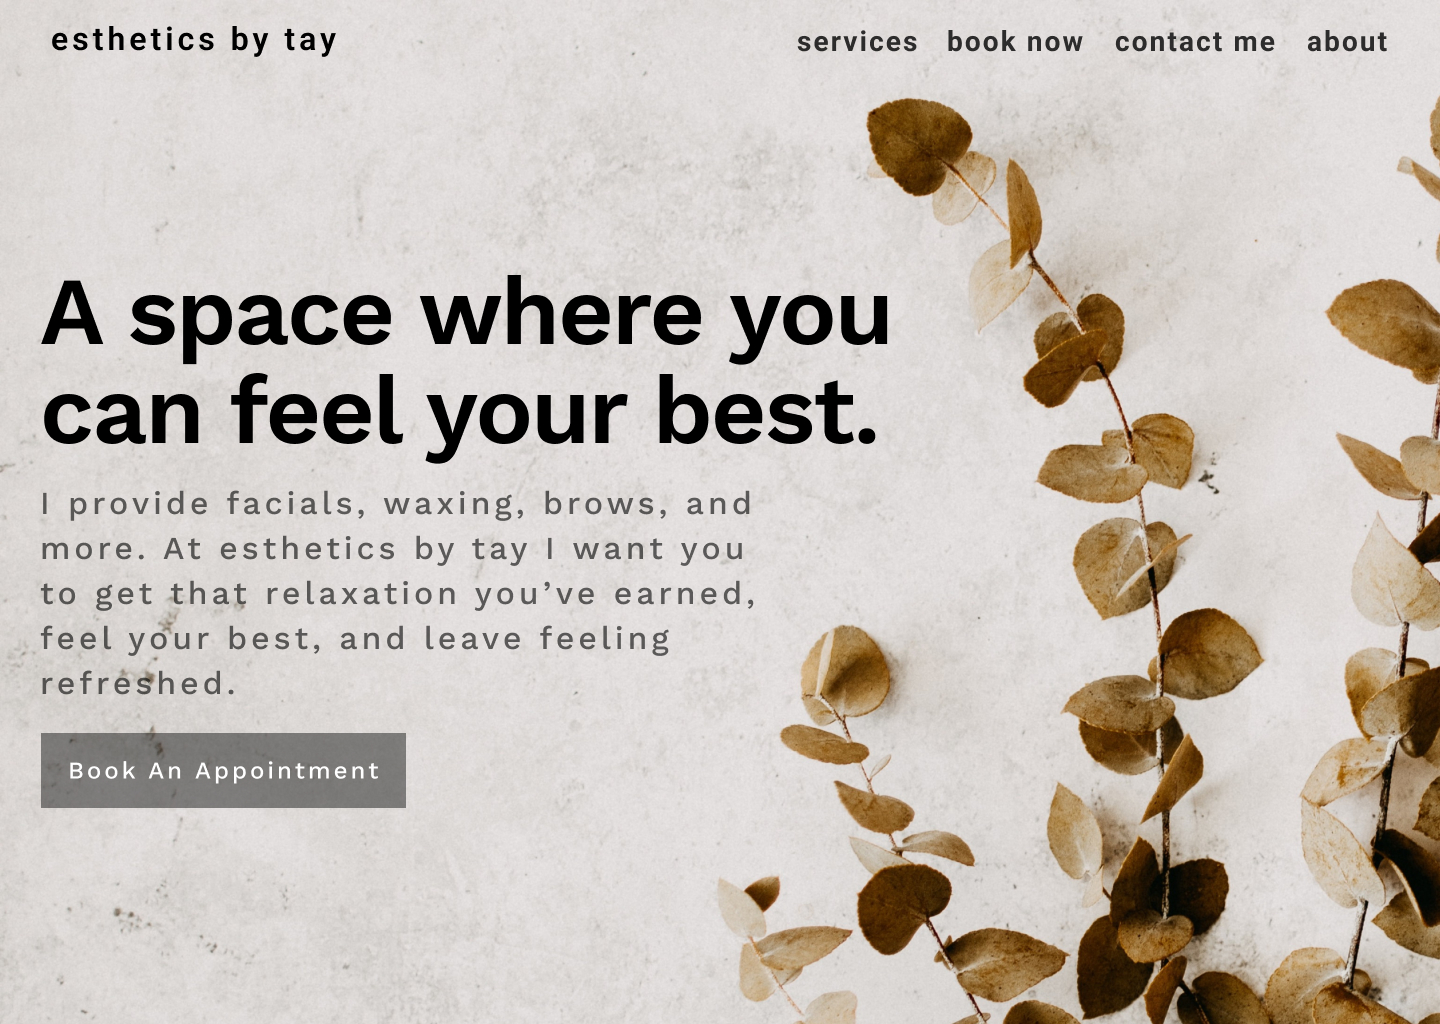 esthetics by tay
services book now contact me about
A space where you
can feel your best.
I provide facials, waxing, brows, and
more. At esthetics by tay I want you
to get that relaxation you’ve earned,
feel your best, and leave feeling
refreshed.
Book An Appointment